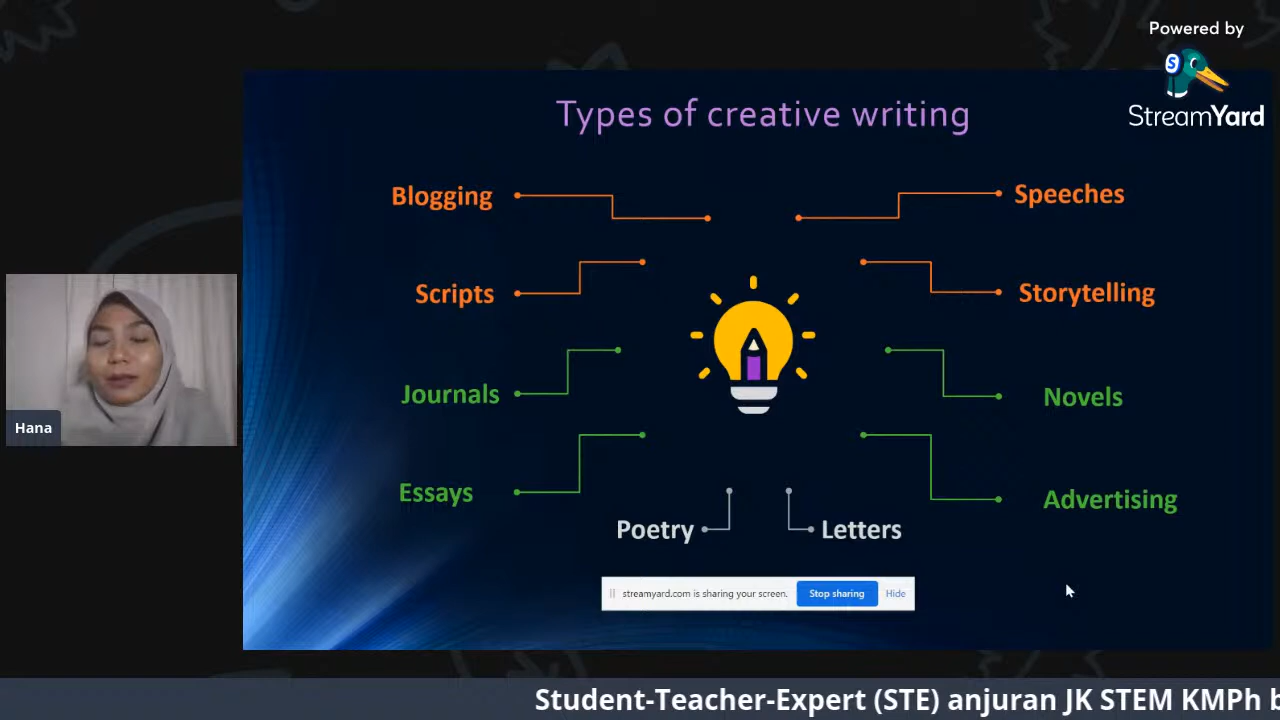 Powered by
StreamYard
Types of creative writing
Blogging
Speeches
Scripts
Storytelling
Journals
Novels
Essays
Advertising
Poetry
Letters
Hana
streamyard.com is sharing your screen.
Stop sharing
Hide
Student-Teacher-Expert (STE) anjuran JK STEM KMPh b